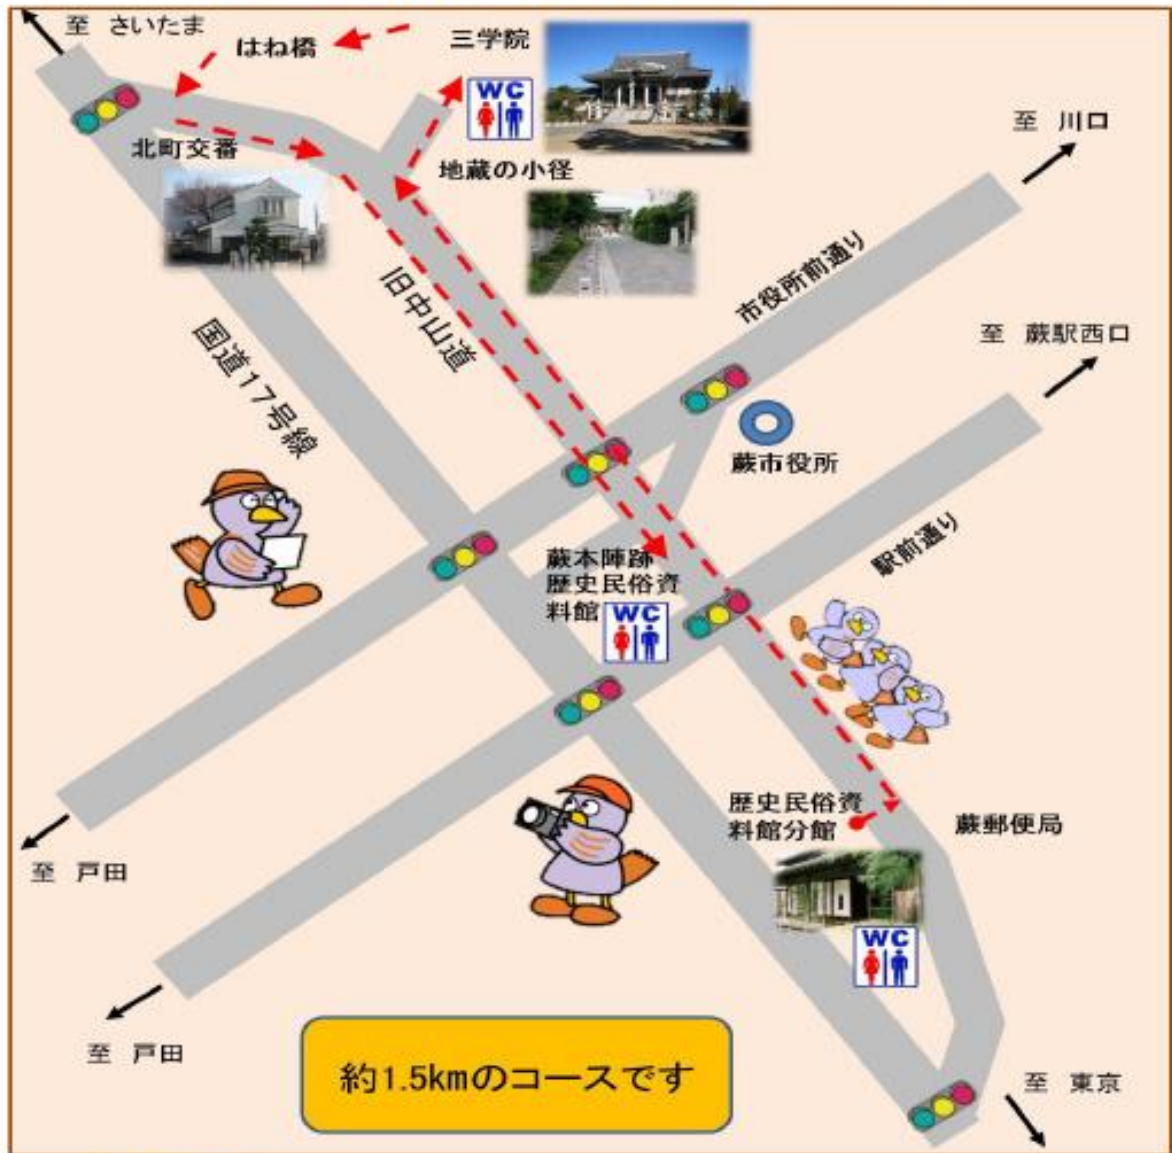 至 さいたま
はね橋
三学院
WC
北町交番
地蔵の小径
至 川口
市役所前通り
旧中山道
国道17号線
至 蕨駅西口
蕨市役所
駅前通り
蕨本陣跡
歴史民俗資
料館
WC
歴史民俗資
料館分館
蕨郵便局
WC
至 戸田
至 戸田
約1.5kmのコースです
至 東京